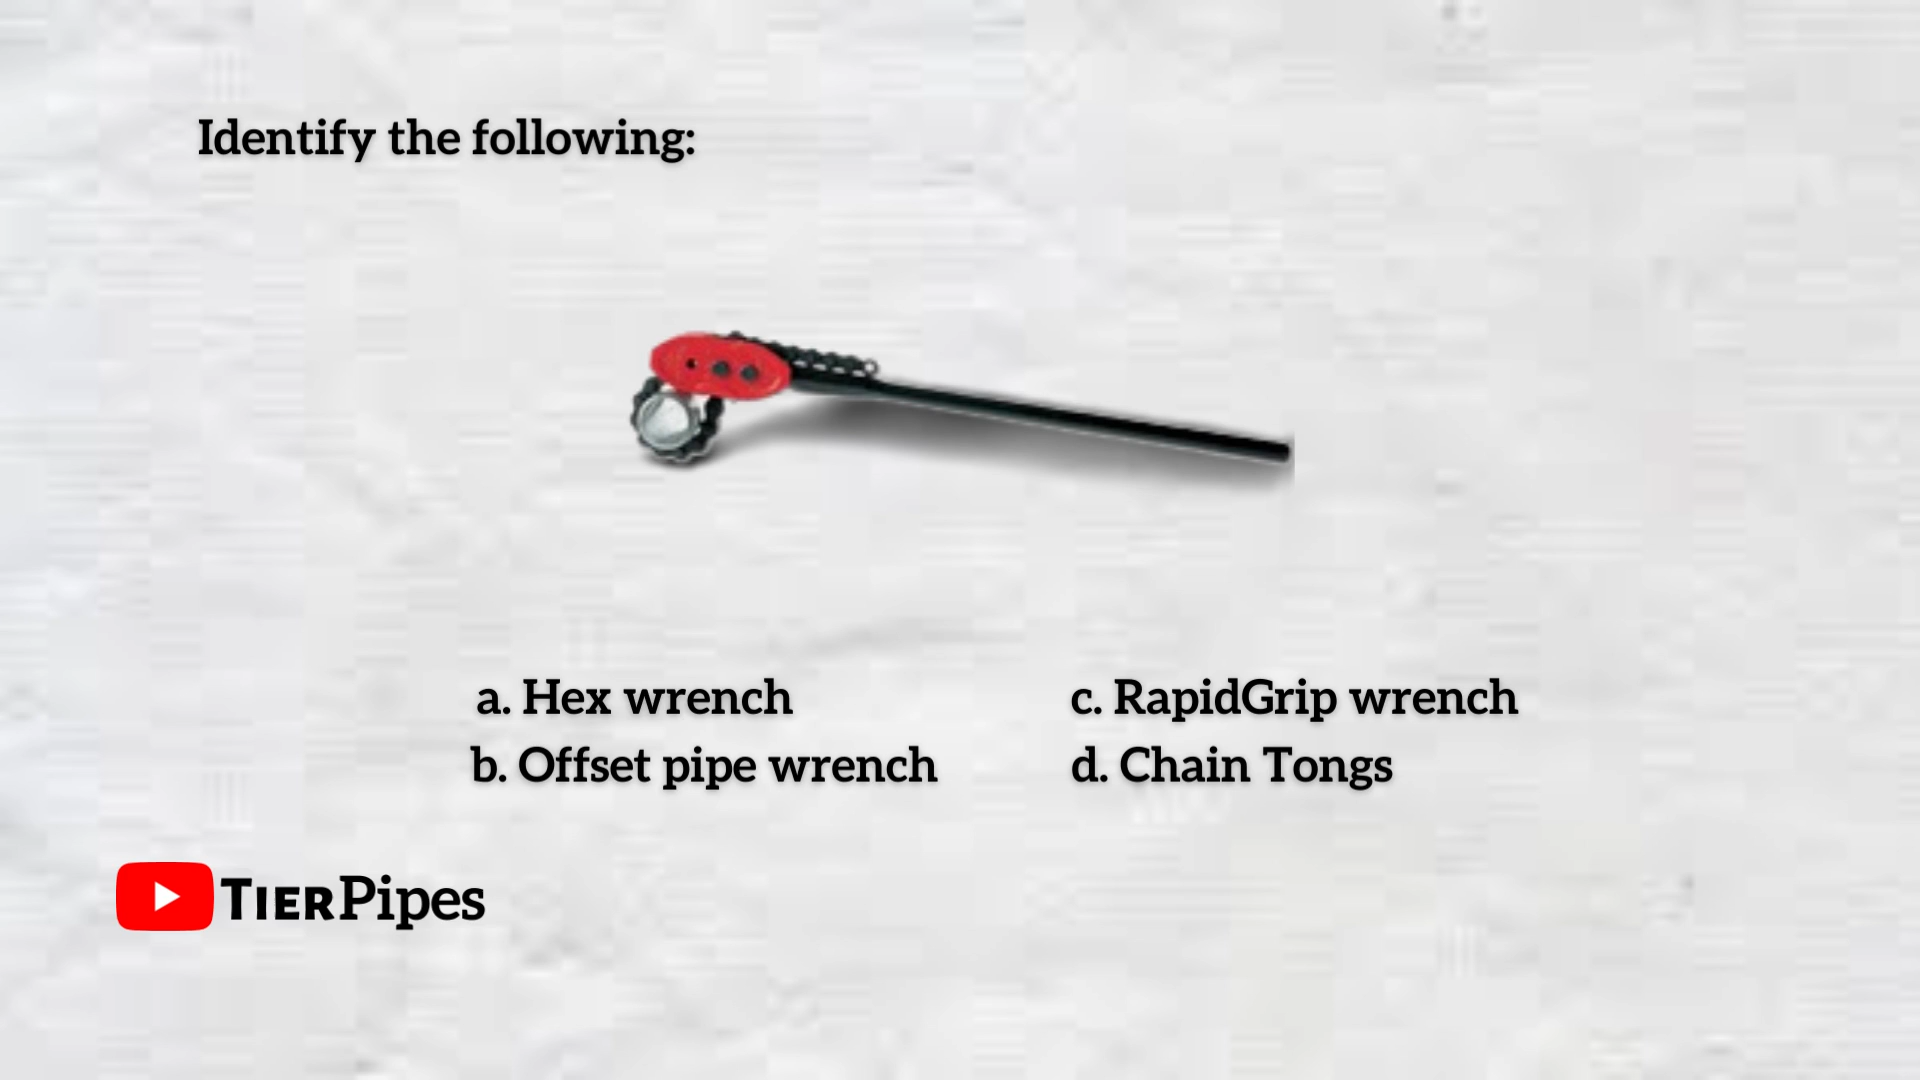 Identify the following:
a. Hex wrench
b. Offset pipe wrench
c. RapidGrip wrench
d. Chain Tongs
TIERPipes